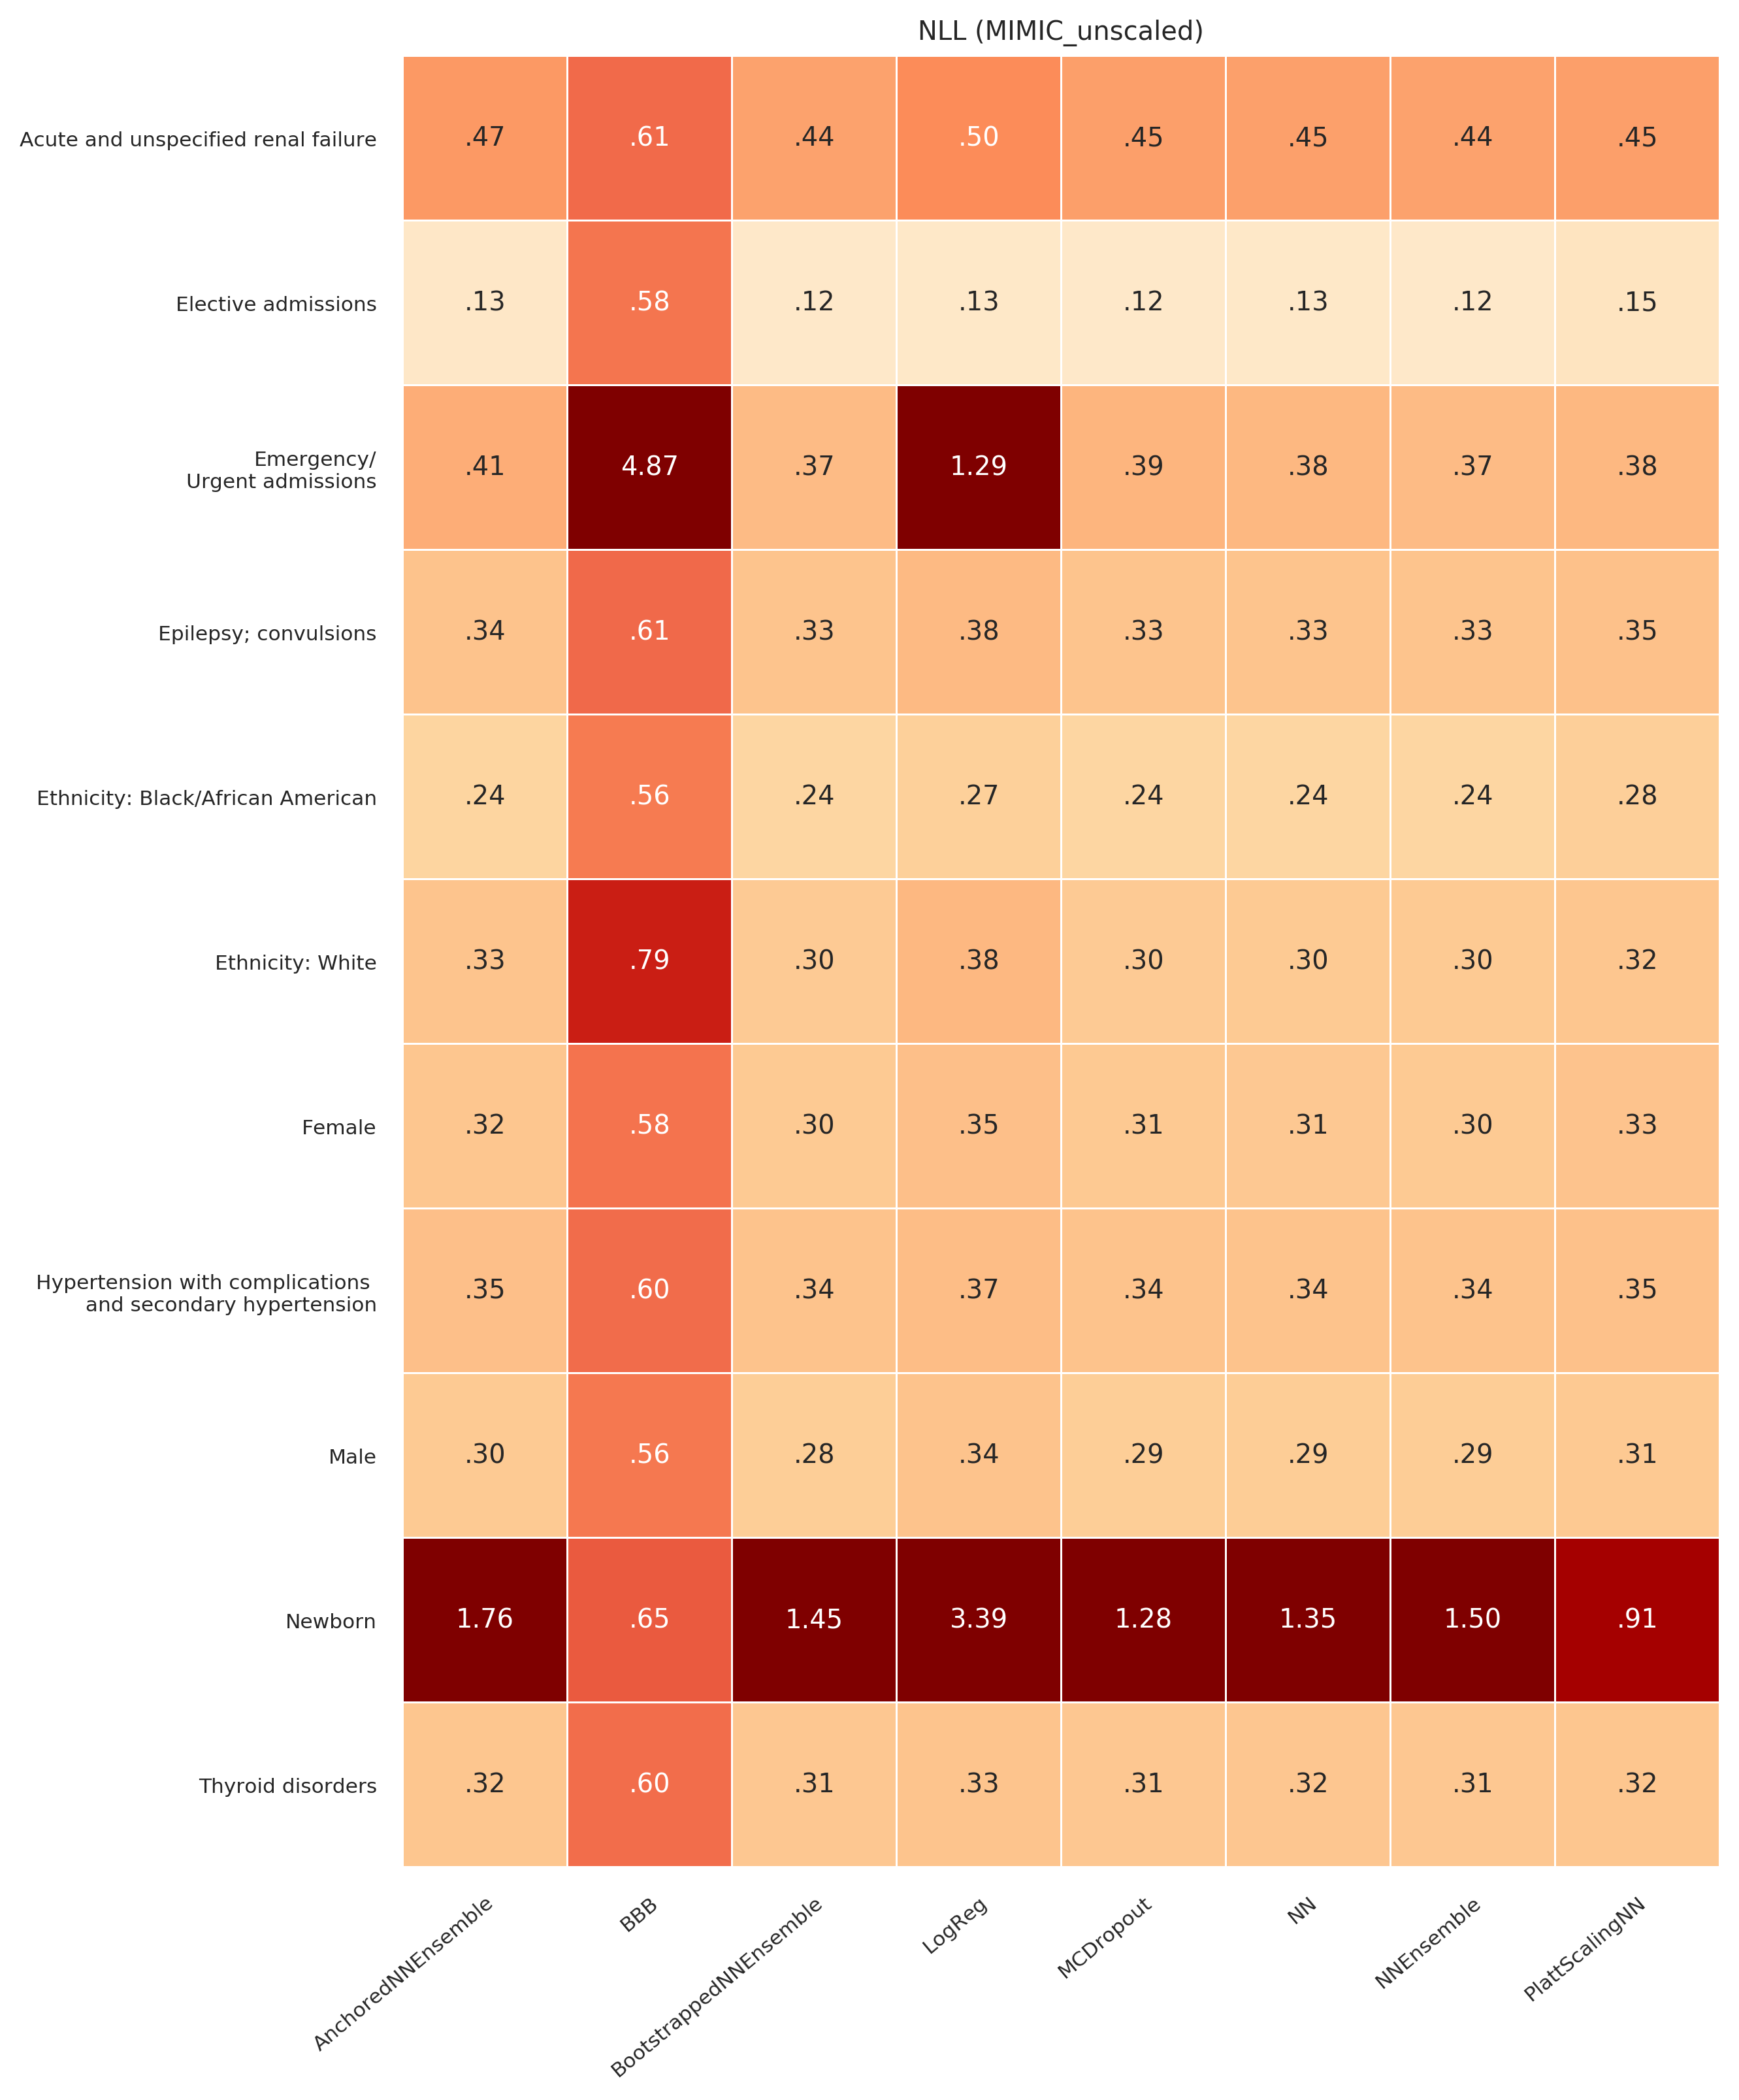 NLL (MIMIC_unscaled)
Acute and unspecified renal failure .47 .61 .44 .50 .45 .45 .44 .45
Elective admissions .13 .58 .12 .13 .12 .13 .12 .15
Emergency/
Urgent admissions .41 4.87 .37 1.29 .39 .38 .37 .38
Epilepsy; convulsions .34 .61 .33 .38 .33 .33 .33 .35
Ethnicity: Black/African American .24 .56 .24 .27 .24 .24 .24 .28
Ethnicity: White .33 .79 .30 .38 .30 .30 .30 .32
Female .32 .58 .30 .35 .31 .31 .30 .33
Hypertension with complications
and secondary hypertension .35 .60 .34 .37 .34 .34 .34 .35
Male .30 .56 .28 .34 .29 .29 .29 .31
Newborn 1.76 .65 1.45 3.39 1.28 1.35 1.50 .91
Thyroid disorders .32 .60 .31 .33 .31 .32 .31 .32
AnchoredNNEnsemble BBB BootstrappedNNEnsemble LogReg MCDropout NN NNEnsemble PlattScalingNN